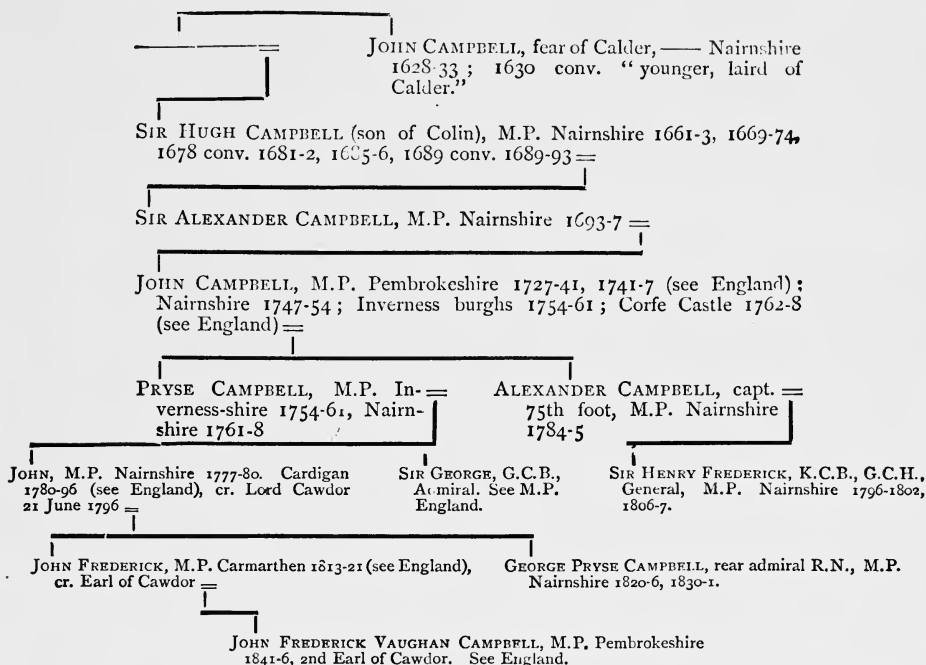 JOHN CAMPBELL, fear of Calder, —— Nairnshire
1628-33 ; 1630 conv. “ younger, laird of
Calder.”
SIR HUGH CAMPBELL (son of Colin), M.P. Nairnshire 1661-3, 1669-74,
1678 conv. 1681-2, 1685-6, 1689 conv. 1689-93 =
SIR ALEXANDER CAMPBELL, M.P. Nairnshire 1693-7 =
JOHN CAMPBELL, M.P. Pembrokeshire 1727-41, 1741-7 (see England) ;
Nairnshire 1747-54 ; Inverness burghs 1754-61 ; Corfe Castle 1762-8
(see England) =
PRYSE CAMPBELL, M.P. In-
verness-shire 1754-61, Nairn-
shire 1761-8
=
ALEXANDER CAMPBELL, capt.
75th foot, M.P. Nairnshire
1784-5
=
JOHN, M.P. Nairnshire 1777-80. Cardigan
1780-96 (see England), cr. Lord Cawdor
21 June 1796 =
SIR GEORGE, G.C.B.,
Admiral. See M.P.
England.
SIR HENRY FREDERICK, K.C.B., G.C.H.,
General, M.P. Nairnshire 1796-1802,
1806-7.
JOHN FREDERICK, M.P. Carmarthen 1813-21 (see England),
cr. Earl of Cawdor =
GEORGE PRYSE CAMPBELL, rear admiral R.N., M.P.
Nairnshire 1820-6, 1830-1.
JOHN FREDERICK VAUGHAN CAMPBELL, M.P. Pembrokeshire
1841-6, 2nd Earl of Cawdor. See England.